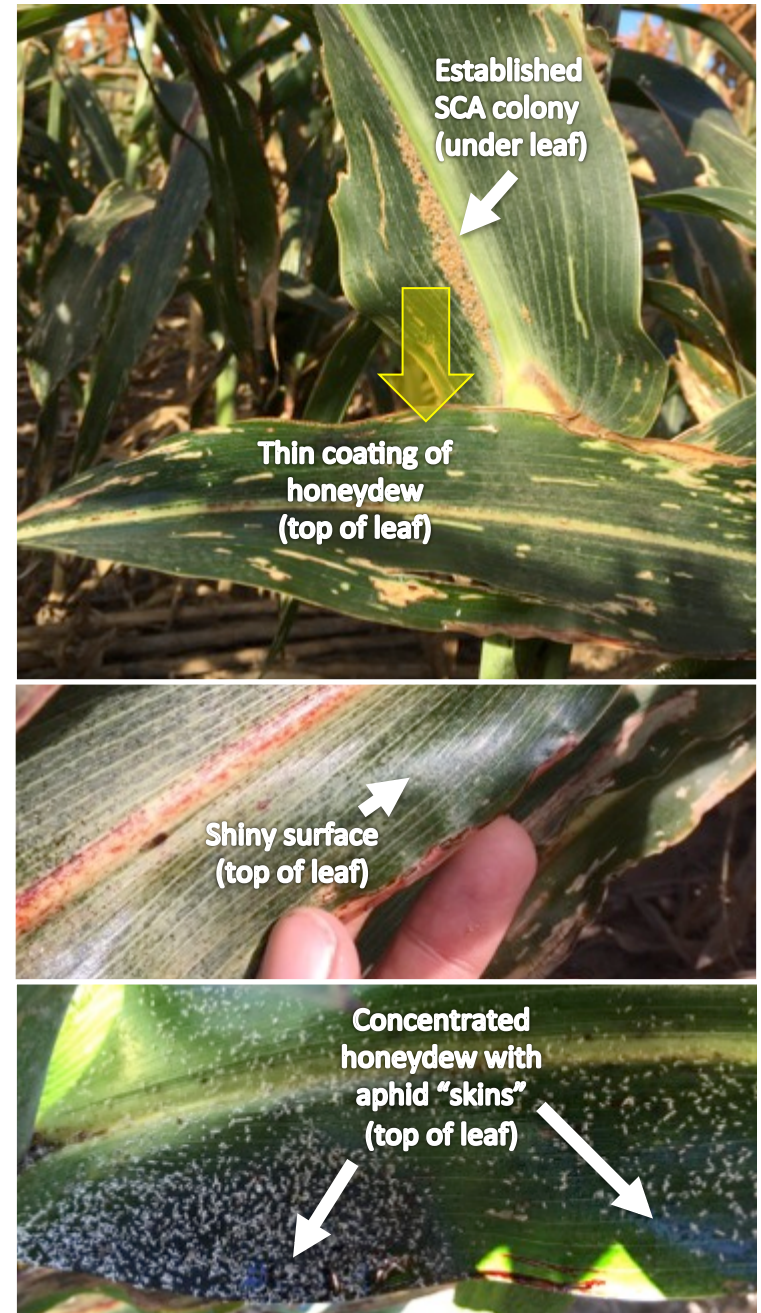 Established
SCA colony
(under leaf)
Thin coating of
honeydew
(top of leaf)
Shiny surface
(top of leaf)
Concentrated
honeydew with
aphid “skins”
(top of leaf)